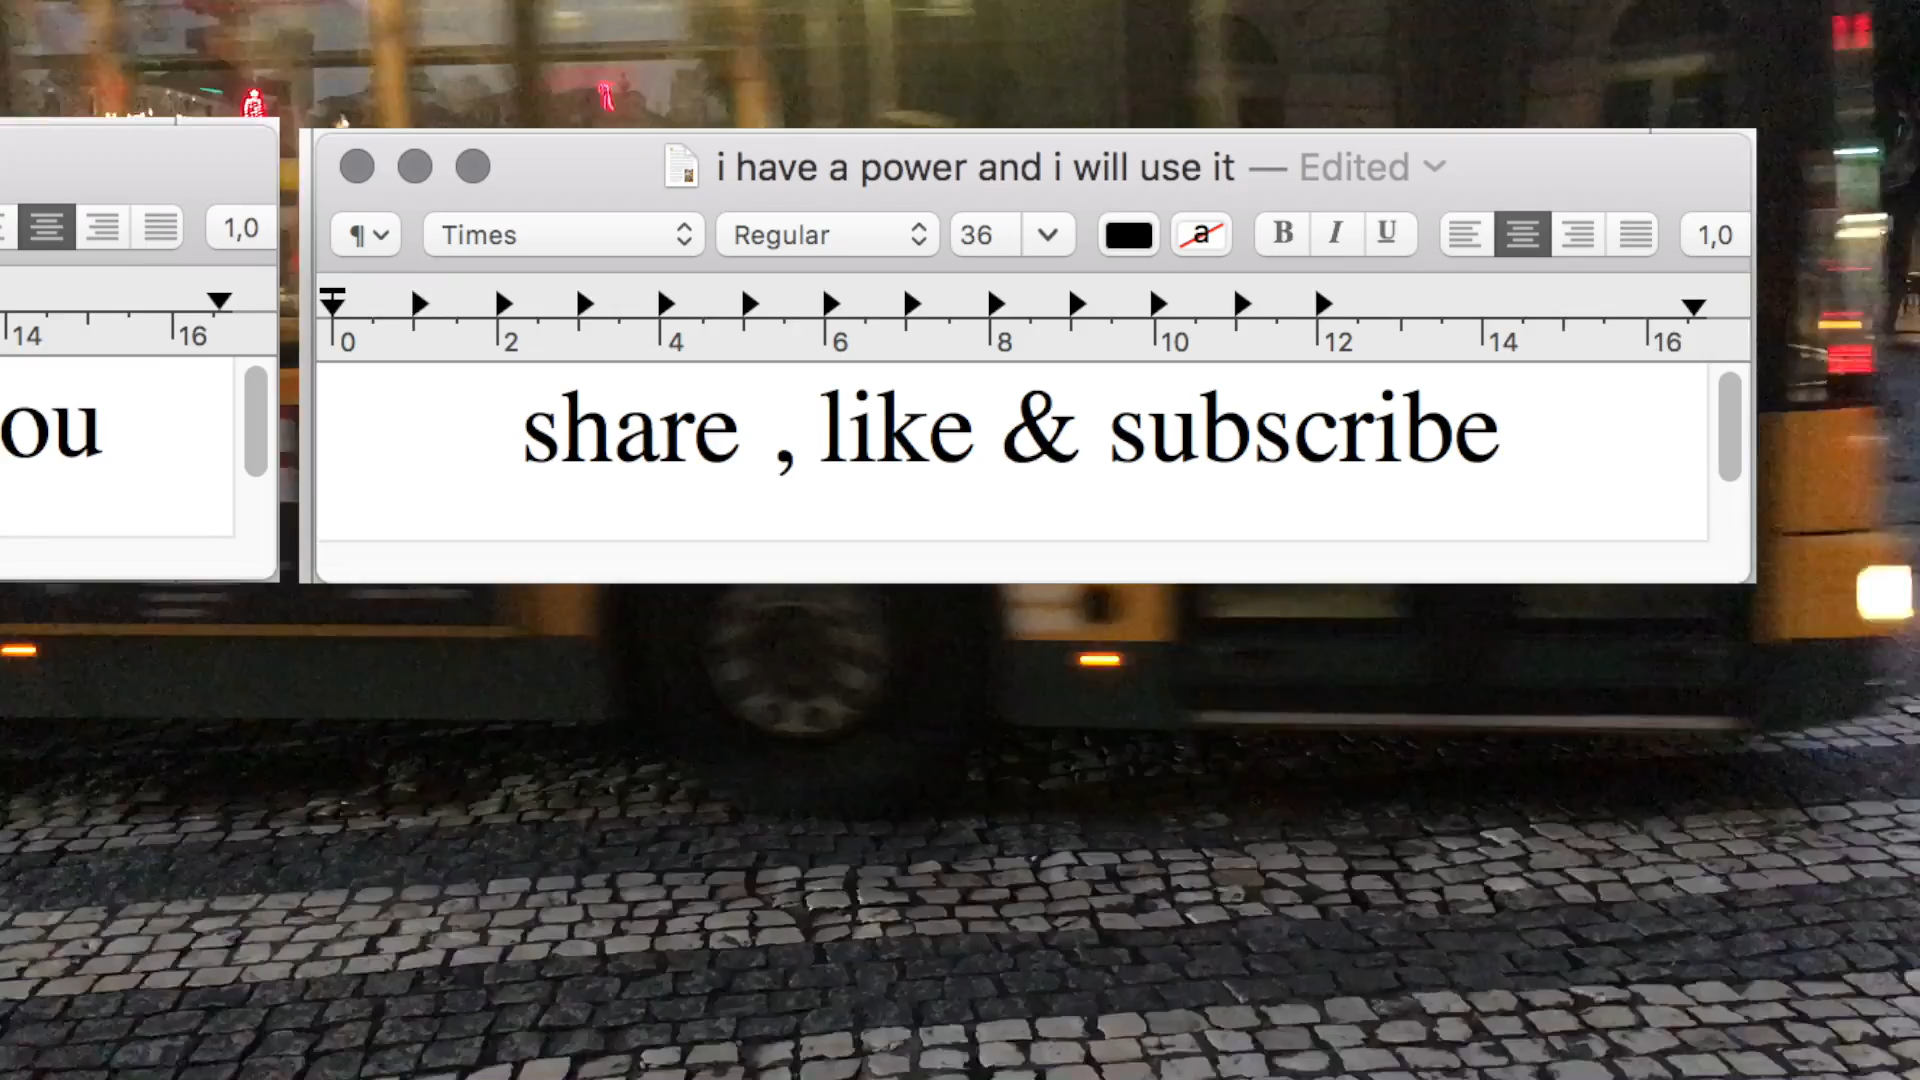 i have a power and i will use it — Edited
1,0
¶ Times Regular 36 a B I U 1,0
14 16
0 2 4 6 8 10 12 14 16
ou
share , like & subscribe